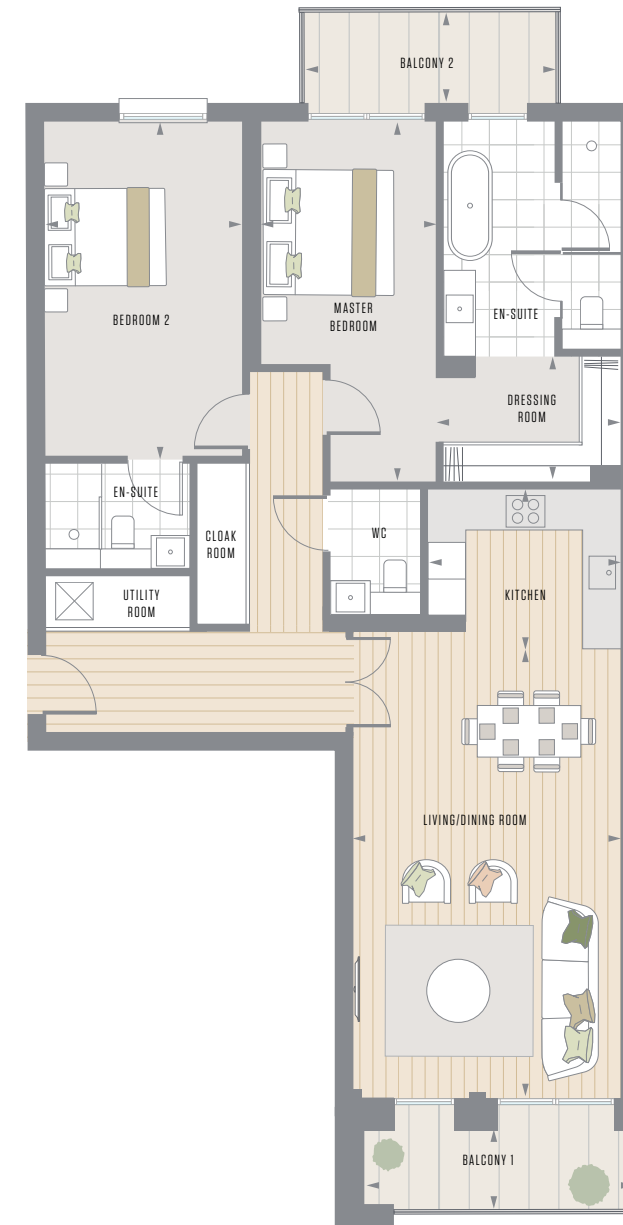 BALCONY 2
BEDROOM 2
MASTER
BEDROOM
EN-SUITE
DRESSING
ROOM
EN-SUITE
CLOAK
ROOM
WC
UTILITY
ROOM
KITCHEN
LIVING/DINING ROOM
BALCONY 1